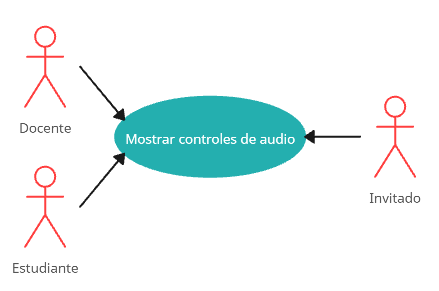 Docente
Mostrar controles de audio
Invitado
Estudiante